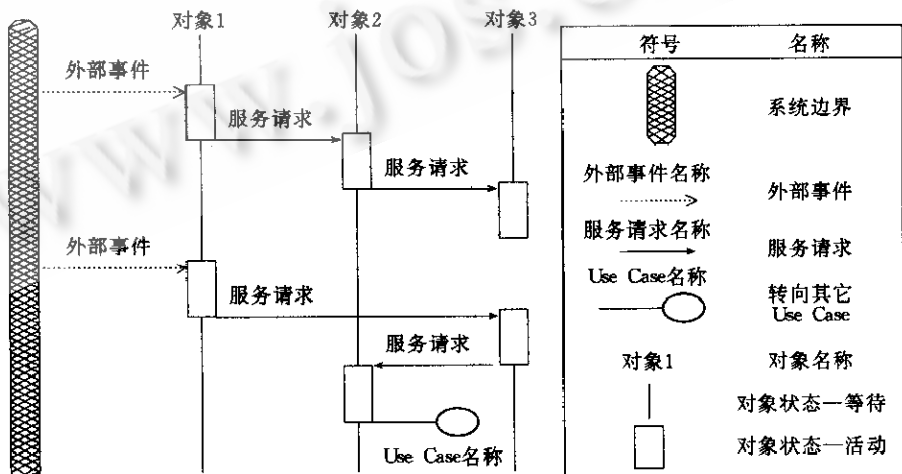 对象1 对象2 对象3
外部事件
服务请求
服务请求
外部事件
服务请求
服务请求
Use Case名称
符号 名称
系统边界
外部事件名称
外部事件
服务请求名称
服务请求
Use Case名称
转向其它
Use Case
对象1 对象名称
对象状态—等待
对象状态—活动
www.jos.